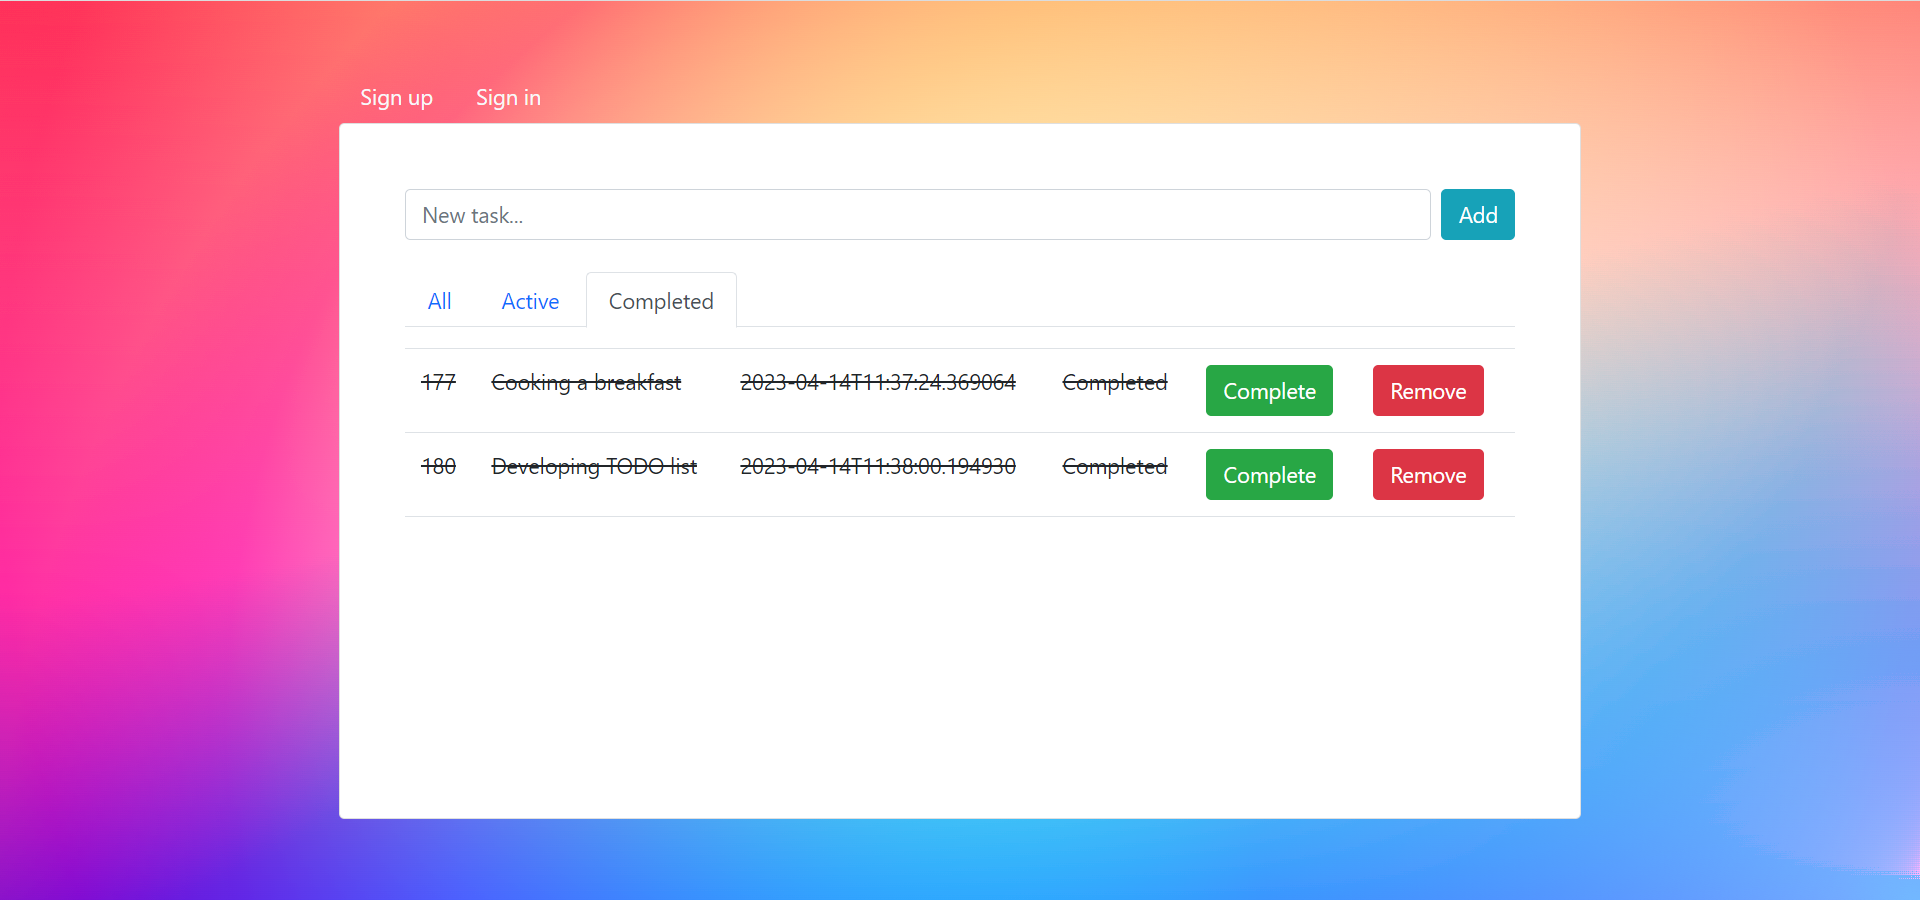 Sign up Sign in
New task... Add
All Active Completed
177 Cooking a breakfast 2023-04-14T11:37:24.369064 Completed Complete Remove
180 Developing TODO list 2023-04-14T11:38:00.194930 Completed Complete Remove